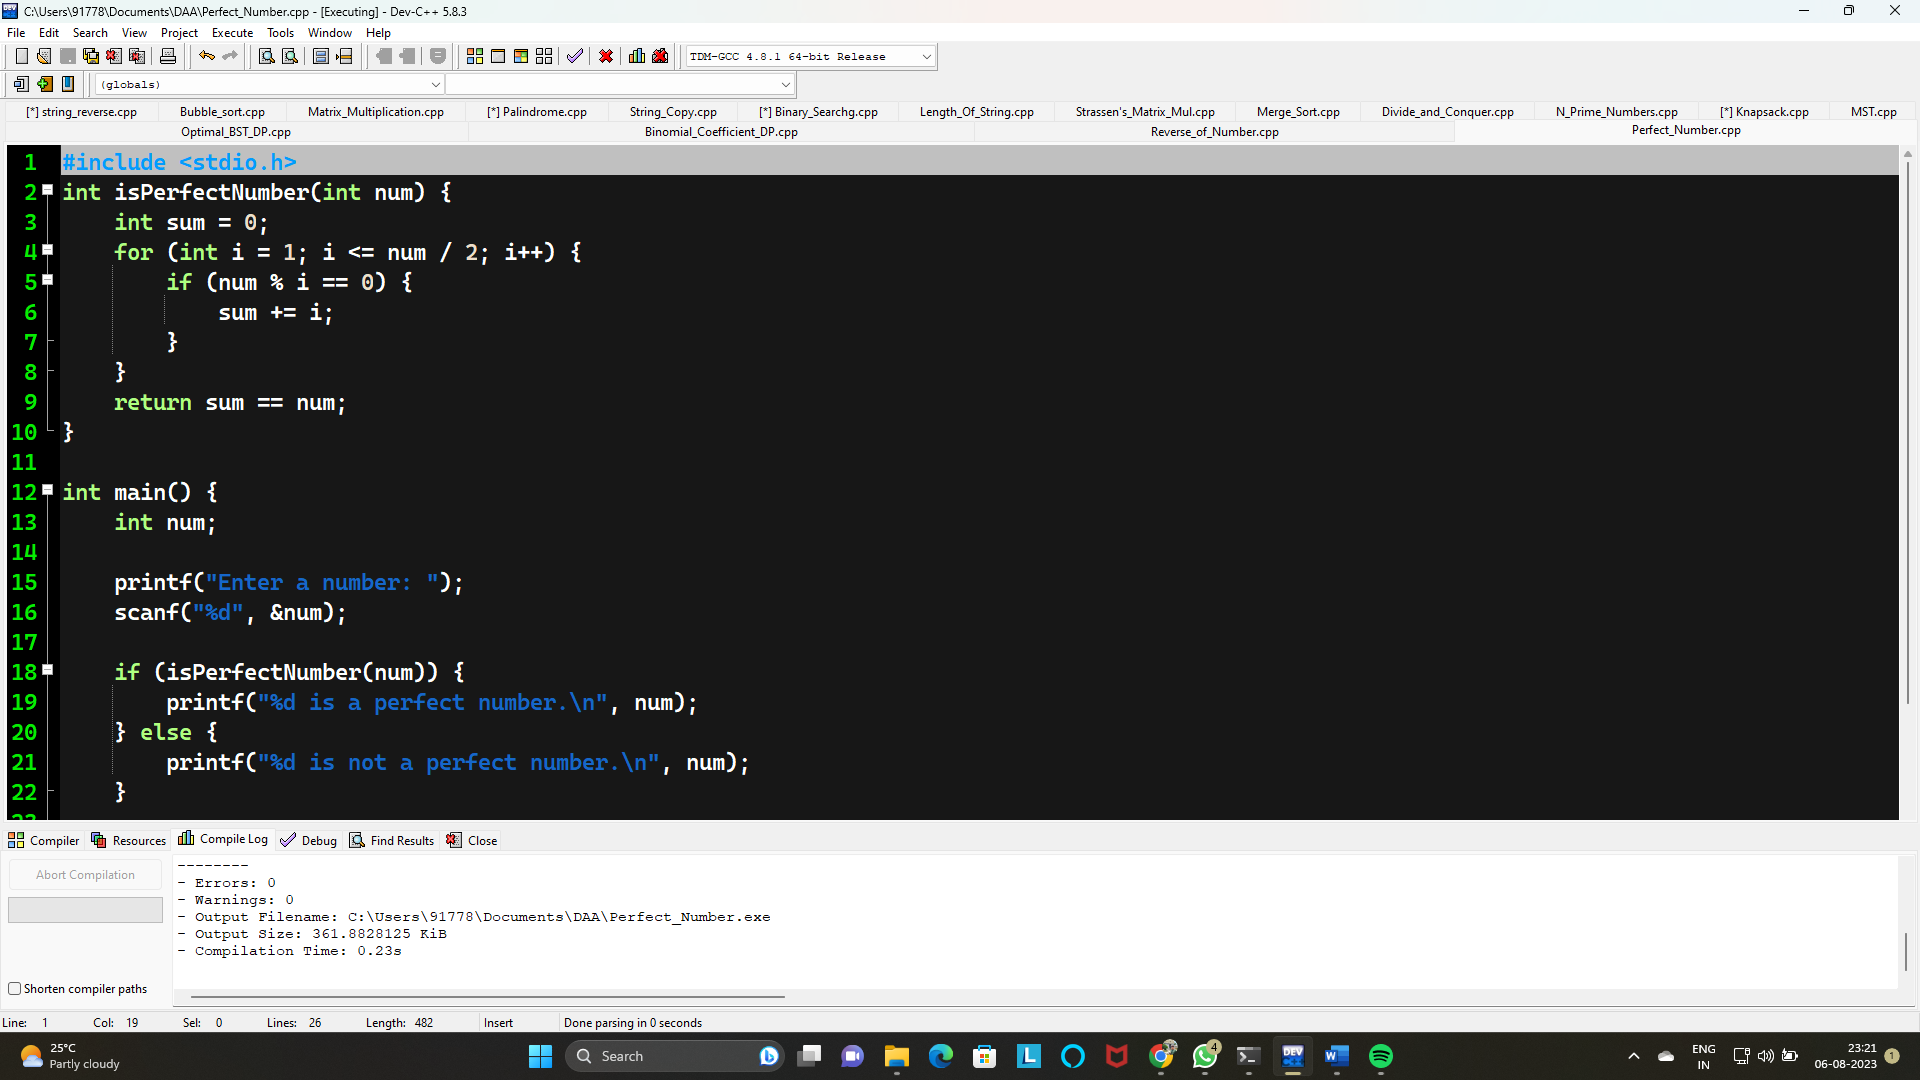 C:\Users\91778\Documents\DAA\Perfect_Number.cpp - [Executing] - Dev-C++ 5.8.3
File Edit Search View Project Execute Tools Window Help
TDM-GCC 4.8.1 64-bit Release
(globals)
[*] string_reverse.cpp Bubble_sort.cpp Matrix_Multiplication.cpp [*] Palindrome.cpp String_Copy.cpp [*] Binary_Searchg.cpp Length_Of_String.cpp Strassen's_Matrix_Mul.cpp Merge_Sort.cpp Divide_and_Conquer.cpp N_Prime_Numbers.cpp [*] Knapsack.cpp MST.cpp
Optimal_BST_DP.cpp Binomial_Coefficient_DP.cpp Reverse_of_Number.cpp Perfect_Number.cpp
1 #include <stdio.h>
2 int isPerfectNumber(int num) {
3 int sum = 0;
4 for (int i = 1; i <= num / 2; i++) {
5 if (num % i == 0) {
6 sum += i;
7 }
8 }
9 return sum == num;
10 }
11
12 int main() {
13 int num;
14
15 printf("Enter a number: ");
16 scanf("%d", &num);
17
18 if (isPerfectNumber(num)) {
19 printf("%d is a perfect number.\n", num);
20 } else {
21 printf("%d is not a perfect number.\n", num);
22 }
23
Compiler Resources Compile Log Debug Find Results Close
Abort Compilation
--------
- Errors: 0
- Warnings: 0
- Output Filename: C:\Users\91778\Documents\DAA\Perfect_Number.exe
- Output Size: 361.8828125 KiB
- Compilation Time: 0.23s
Shorten compiler paths
Line: 1 Col: 19 Sel: 0 Lines: 26 Length: 482 Insert Done parsing in 0 seconds
25°C
Partly cloudy
Search
L
4
DEV
W
ENG
IN
23:21
06-08-2023
1